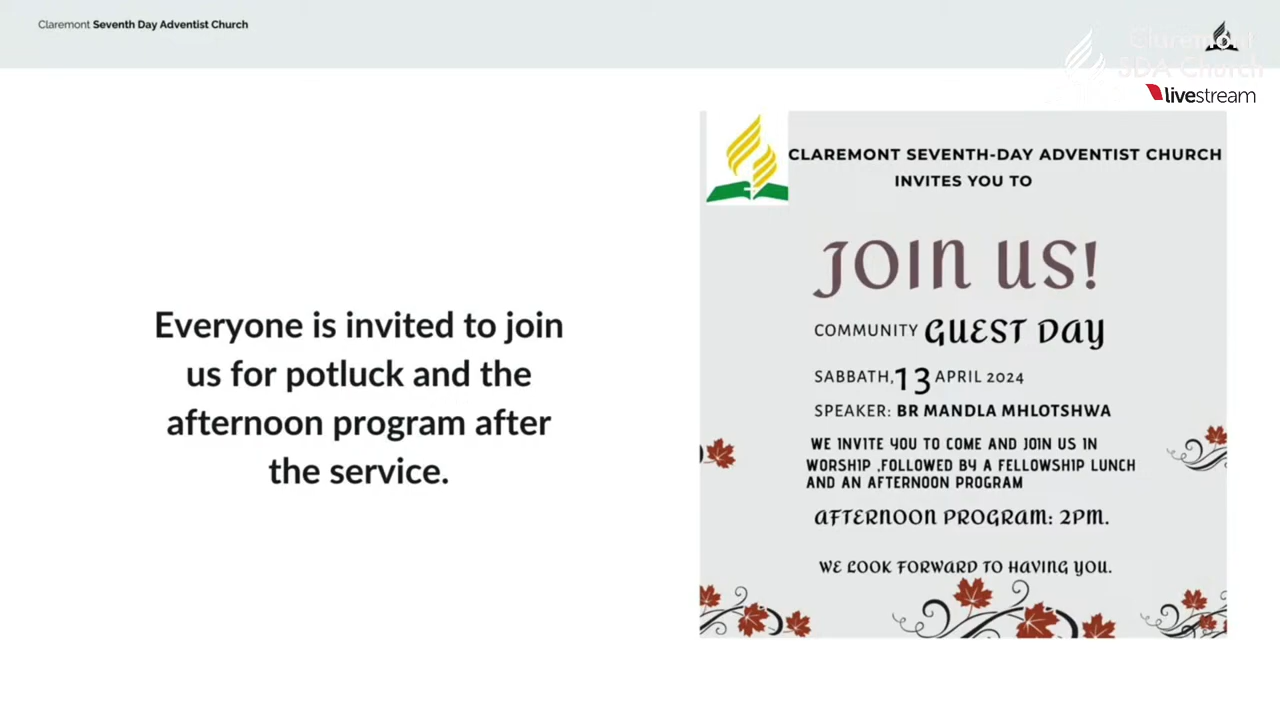 Claremont Seventh Day Adventist Church
Claremont
SDA Church
livestream
Everyone is invited to join
us for potluck and the
afternoon program after
the service.
CLAREMONT SEVENTH-DAY ADVENTIST CHURCH
INVITES YOU TO
JOIN US!
COMMUNITY GUEST DAY
SABBATH,13 APRIL 2024
SPEAKER: BR MANDLA MHLOTSHWA
WE INVITE YOU TO COME AND JOIN US IN
WORSHIP ,FOLLOWED BY A FELLOWSHIP LUNCH
AND AN AFTERNOON PROGRAM
AFTERNOON PROGRAM: 2PM.
WE LOOK FORWARD TO HAVING YOU.